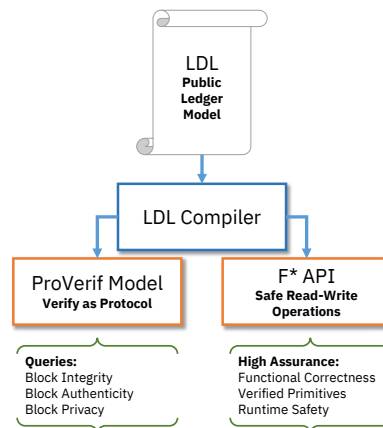 LDL
Public
Ledger
Model
LDL Compiler
ProVerif Model
Verify as Protocol
F* API
Safe Read-Write
Operations
Queries:
Block Integrity
Block Authenticity
Block Privacy
High Assurance:
Functional Correctness
Verified Primitives
Runtime Safety